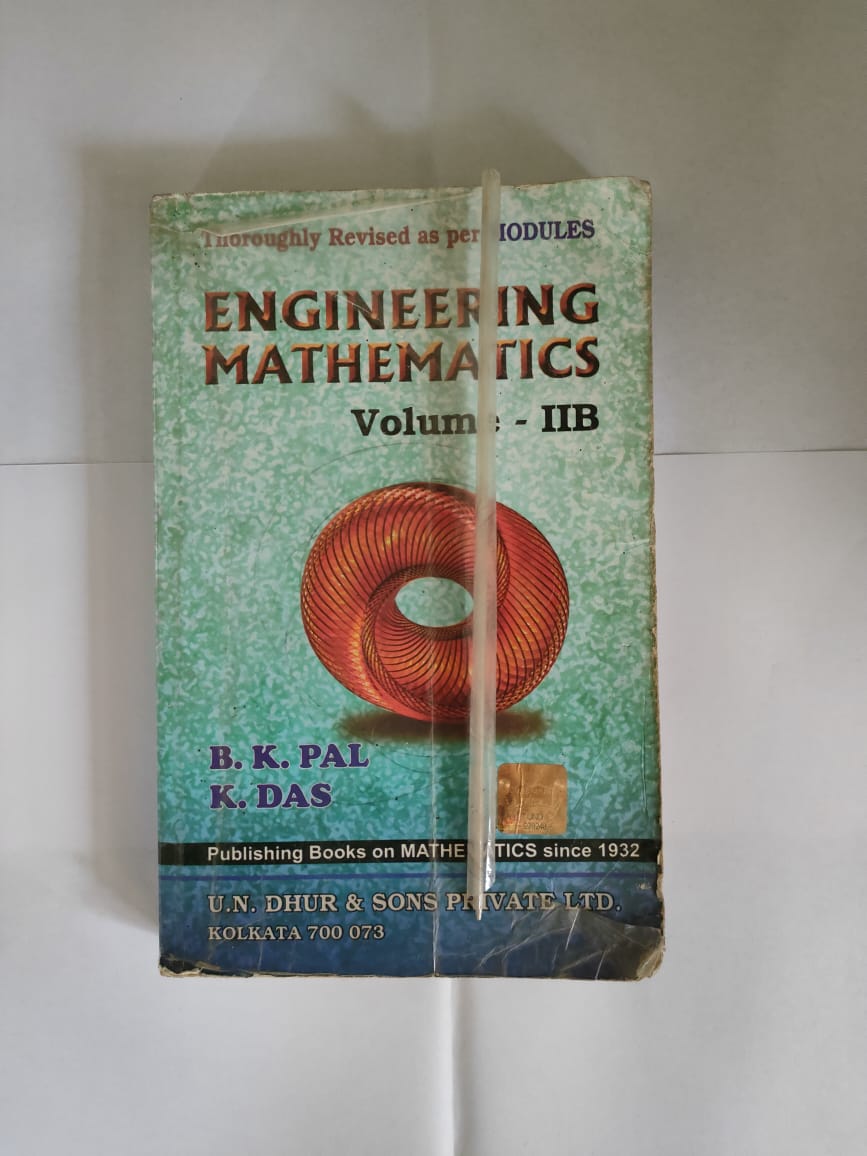 Thoroughly Revised as per MODULES
ENGINEERING
MATHEMATICS
Volume - IIB
B. K. PAL
K. DAS
Publishing Books on MATHEMATICS since 1932
U.N. DHUR & SONS PRIVATE LTD.
KOLKATA 700 073